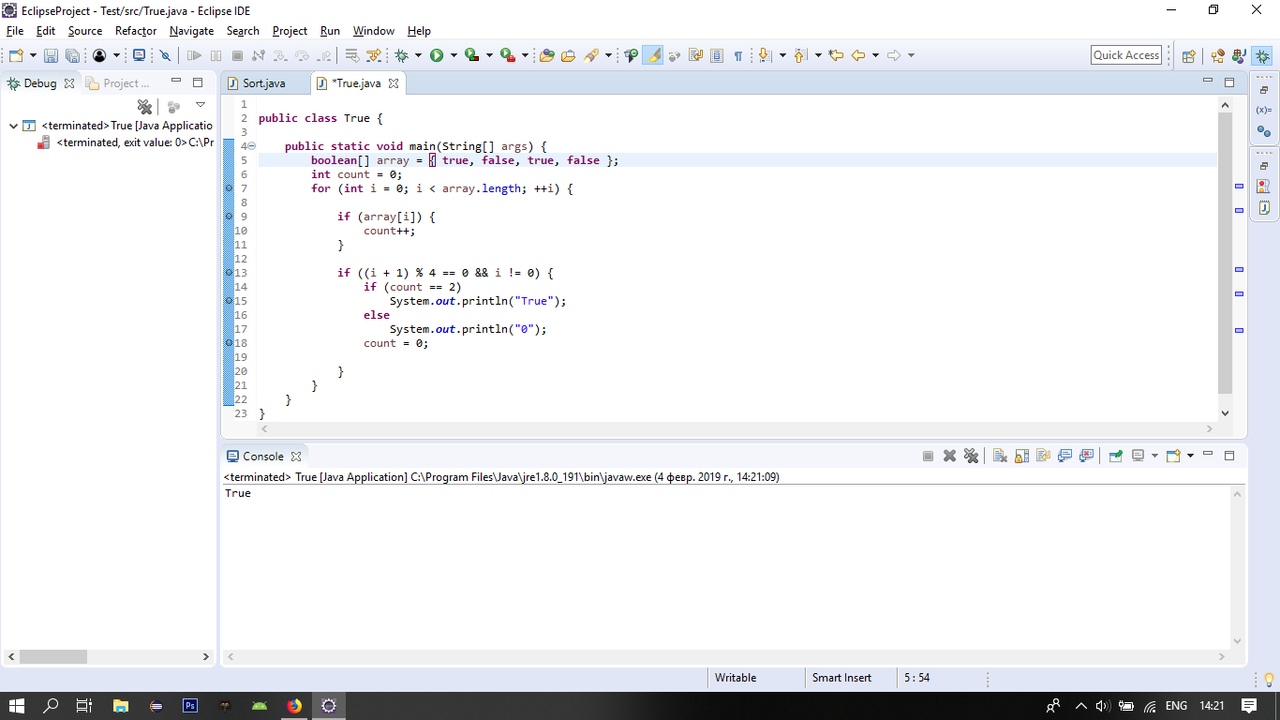 EclipseProject - Test/src/True.java - Eclipse IDE
File Edit Source Refactor Navigate Search Project Run Window Help
Quick Access
Debug Project ... Sort.java *True.java
<terminated>True [Java Applicatio
<terminated, exit value: 0>C:\Pr
1
2 public class True {
3
4 public static void main(String[] args) {
5 boolean[] array = { true, false, true, false };
6 int count = 0;
7 for (int i = 0; i < array.length; ++i) {
8
9 if (array[i]) {
10 count++;
11 }
12
13 if ((i + 1) % 4 == 0 && i != 0) {
14 if (count == 2)
15 System.out.println("True");
16 else
17 System.out.println("0");
18 count = 0;
19
20 }
21 }
22 }
23 }
Console
<terminated> True [Java Application] C:\Program Files\Java\jre1.8.0_191\bin\javaw.exe (4 февр. 2019 г., 14:21:09)
True
Writable Smart Insert 5 : 54
Ps ENG 14:21